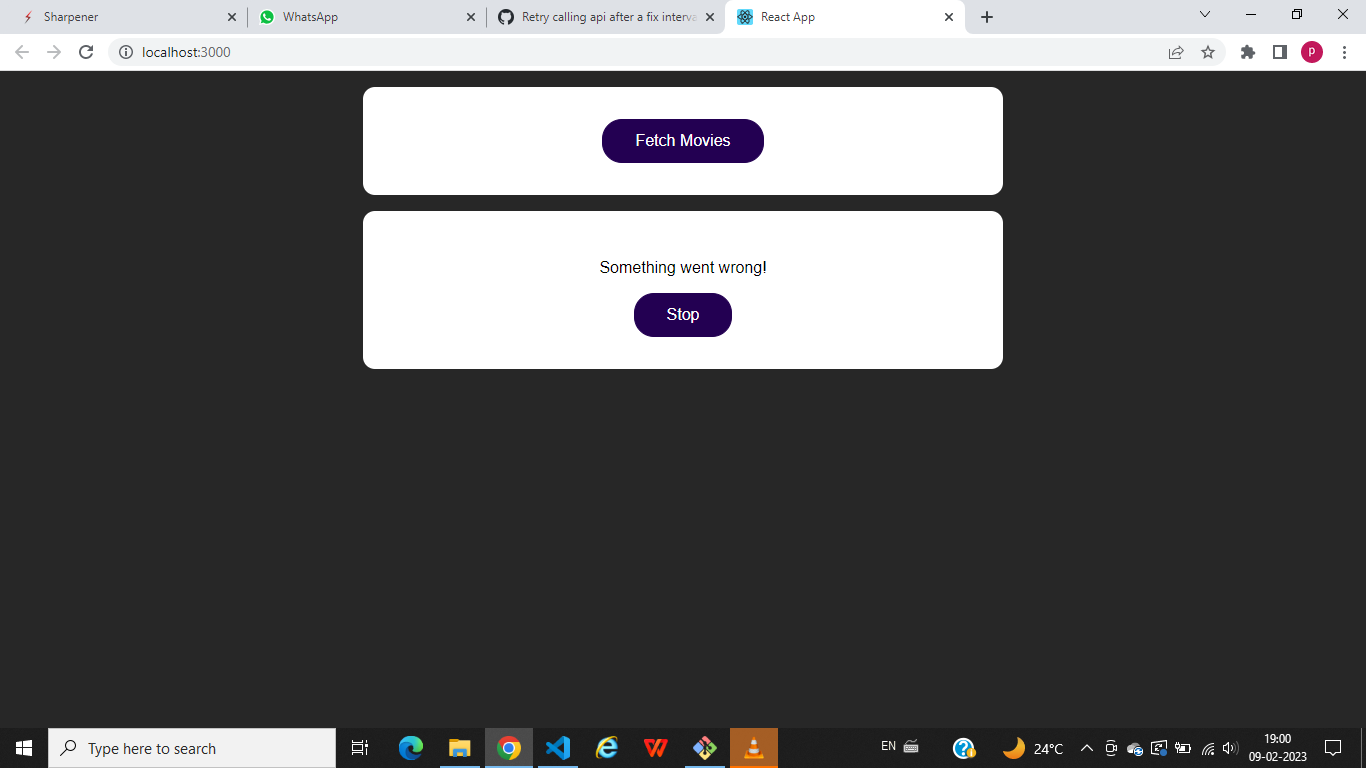 Sharpener
WhatsApp
Retry calling api after a fix interva
React App
localhost:3000
P
Fetch Movies
Something went wrong!
Stop
Type here to search
EN
24°C
19:00
09-02-2023